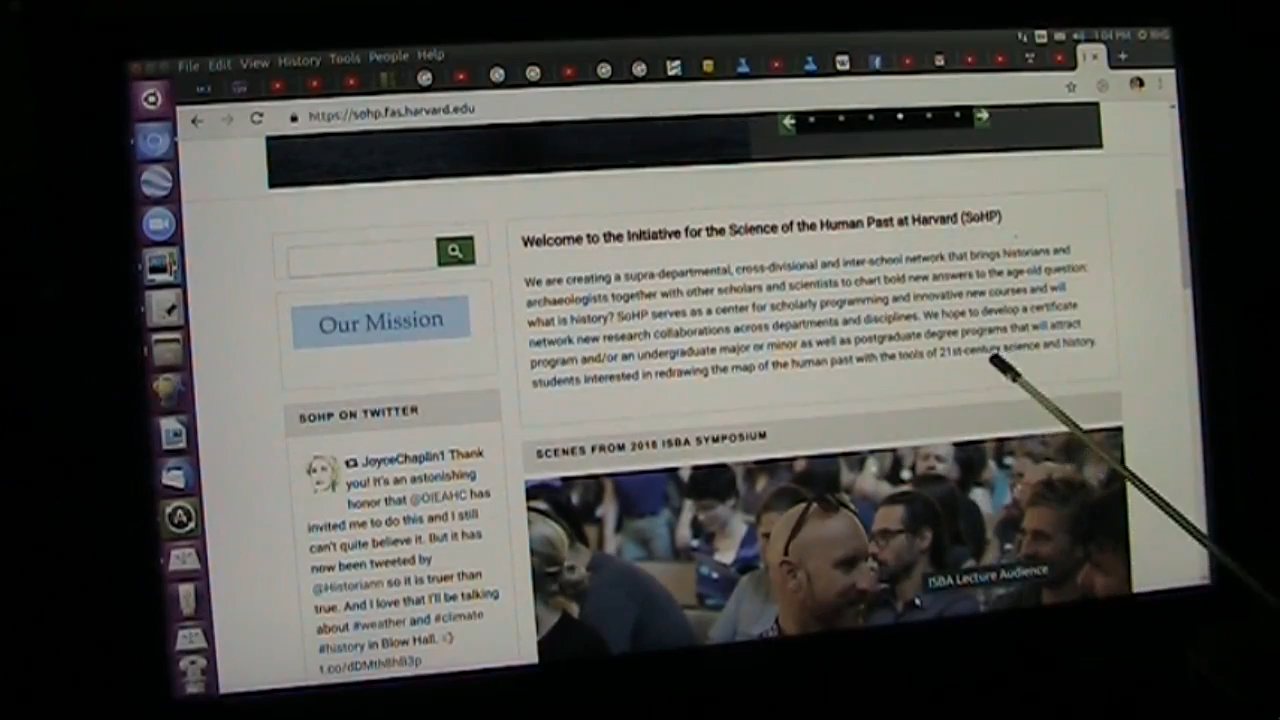 File Edit View History Tools People Help
1:04 PM
https://sohp.fas.harvard.edu
Welcome to the Initiative for the Science of the Human Past at Harvard (SoHP)
We are creating a supra-departmental, cross-divisional and inter-school network that brings historians and
archaeologists together with other scholars and scientists to chart bold new answers to the age-old question:
what is history? SoHP serves as a center for scholarly programming and innovative new courses and will
network new research collaborations across departments and disciplines. We hope to develop a certificate
program and/or an undergraduate major or minor as well as postgraduate degree programs that will attract
students interested in redrawing the map of the human past with the tools of 21st-century science and history.
Our Mission
SOHP ON TWITTER
JoyceChaplin1 Thank
you! It's an astonishing
honor that @OIEAHC has
invited me to do this and I still
can't quite believe it. But it has
now been tweeted by
@Historiann so it is truer than
true. And I love that I'll be talking
about #weather and #climate
#history in Blow Hall. :-)
SCENES FROM 2018 ISBA SYMPOSIUM
ISBA Lecture Audience